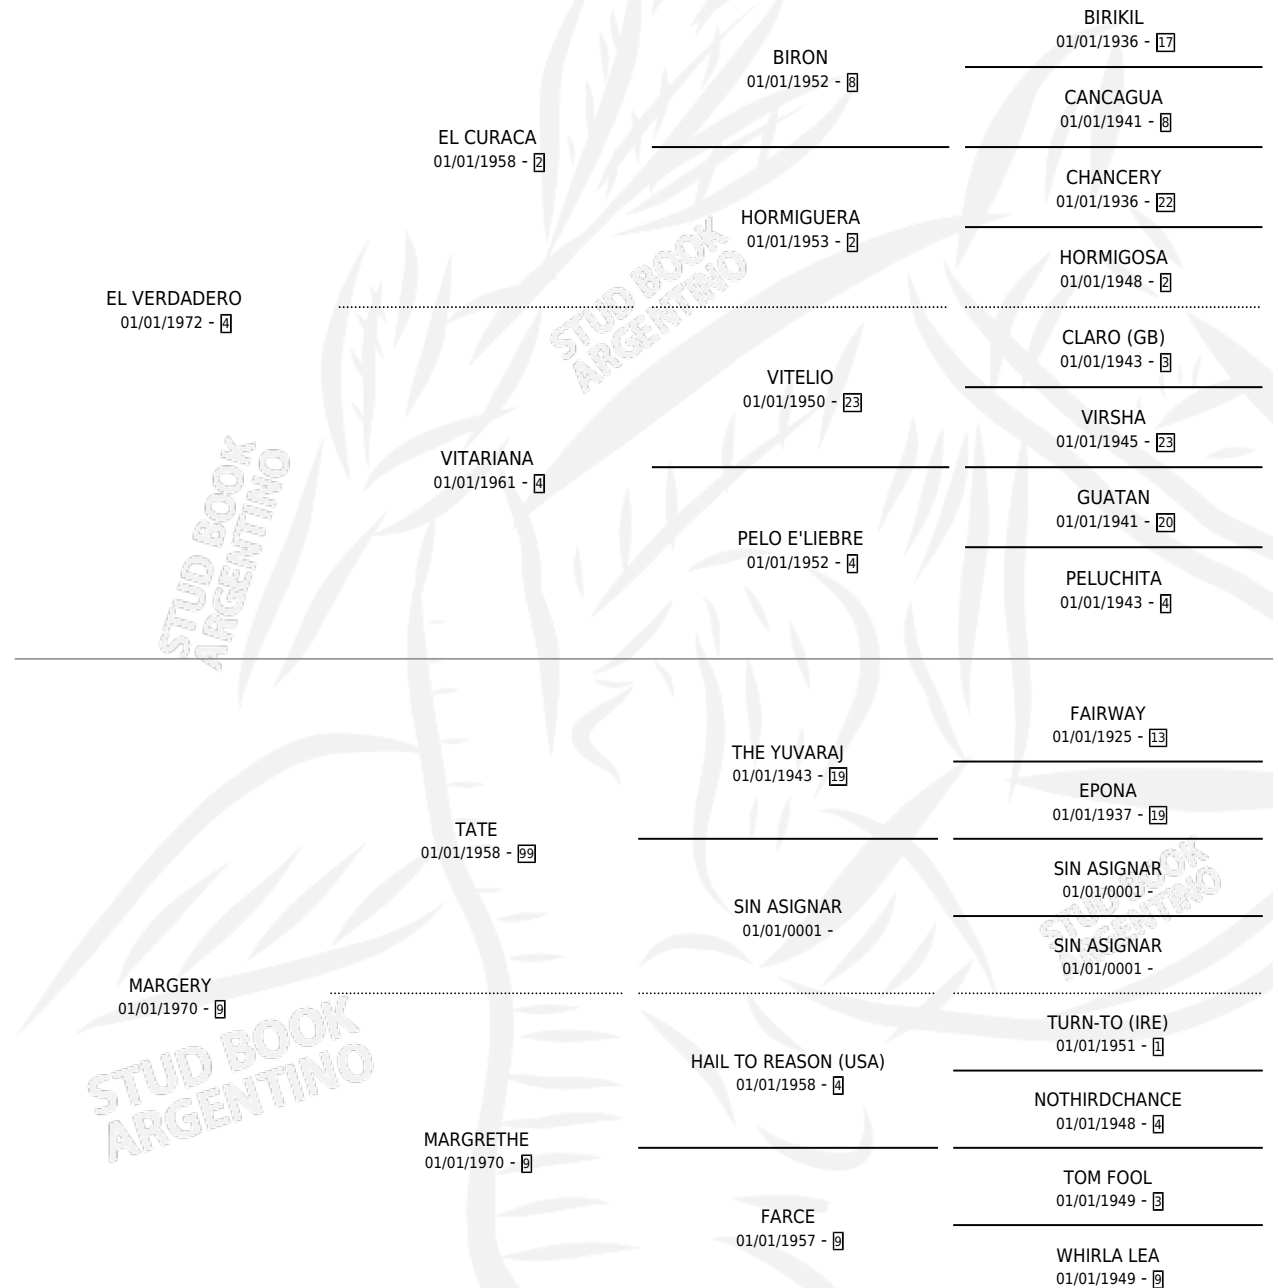 BIRIKIL
01/01/1936 - 17
BIRON
01/01/1952 - 8
CANCAGUA
01/01/1941 - 8
EL CURACA
01/01/1958 - 2
CHANCERY
01/01/1936 - 22
HORMIGUERA
01/01/1953 - 2
HORMIGOSA
01/01/1948 - 2
EL VERDADERO
01/01/1972 - 4
CLARO (GB)
01/01/1943 - 3
VITELIO
01/01/1950 - 23
VIRSHA
01/01/1945 - 23
VITARIANA
01/01/1961 - 4
GUATAN
01/01/1941 - 20
PELO E'LIEBRE
01/01/1952 - 4
PELUCHITA
01/01/1943 - 4
STUD BOOK
ARGENTINO
STUD BOOK
ARGENTINO
FAIRWAY
01/01/1925 - 13
THE YUVARAJ
01/01/1943 - 19
EPONA
01/01/1937 - 19
TATE
01/01/1958 - 99
SIN ASIGNAR
01/01/0001 -
SIN ASIGNAR
01/01/0001 -
SIN ASIGNAR
01/01/0001 -
STUD BOOK
ARGENTINO
MARGERY
01/01/1970 - 9
TURN-TO (IRE)
01/01/1951 - 1
HAIL TO REASON (USA)
01/01/1958 - 4
NOTHIRDCHANCE
01/01/1948 - 4
MARGRETHE
01/01/1970 - 9
TOM FOOL
01/01/1949 - 3
FARCE
01/01/1957 - 9
WHIRLA LEA
01/01/1949 - 9
STUD BOOK
ARGENTINO